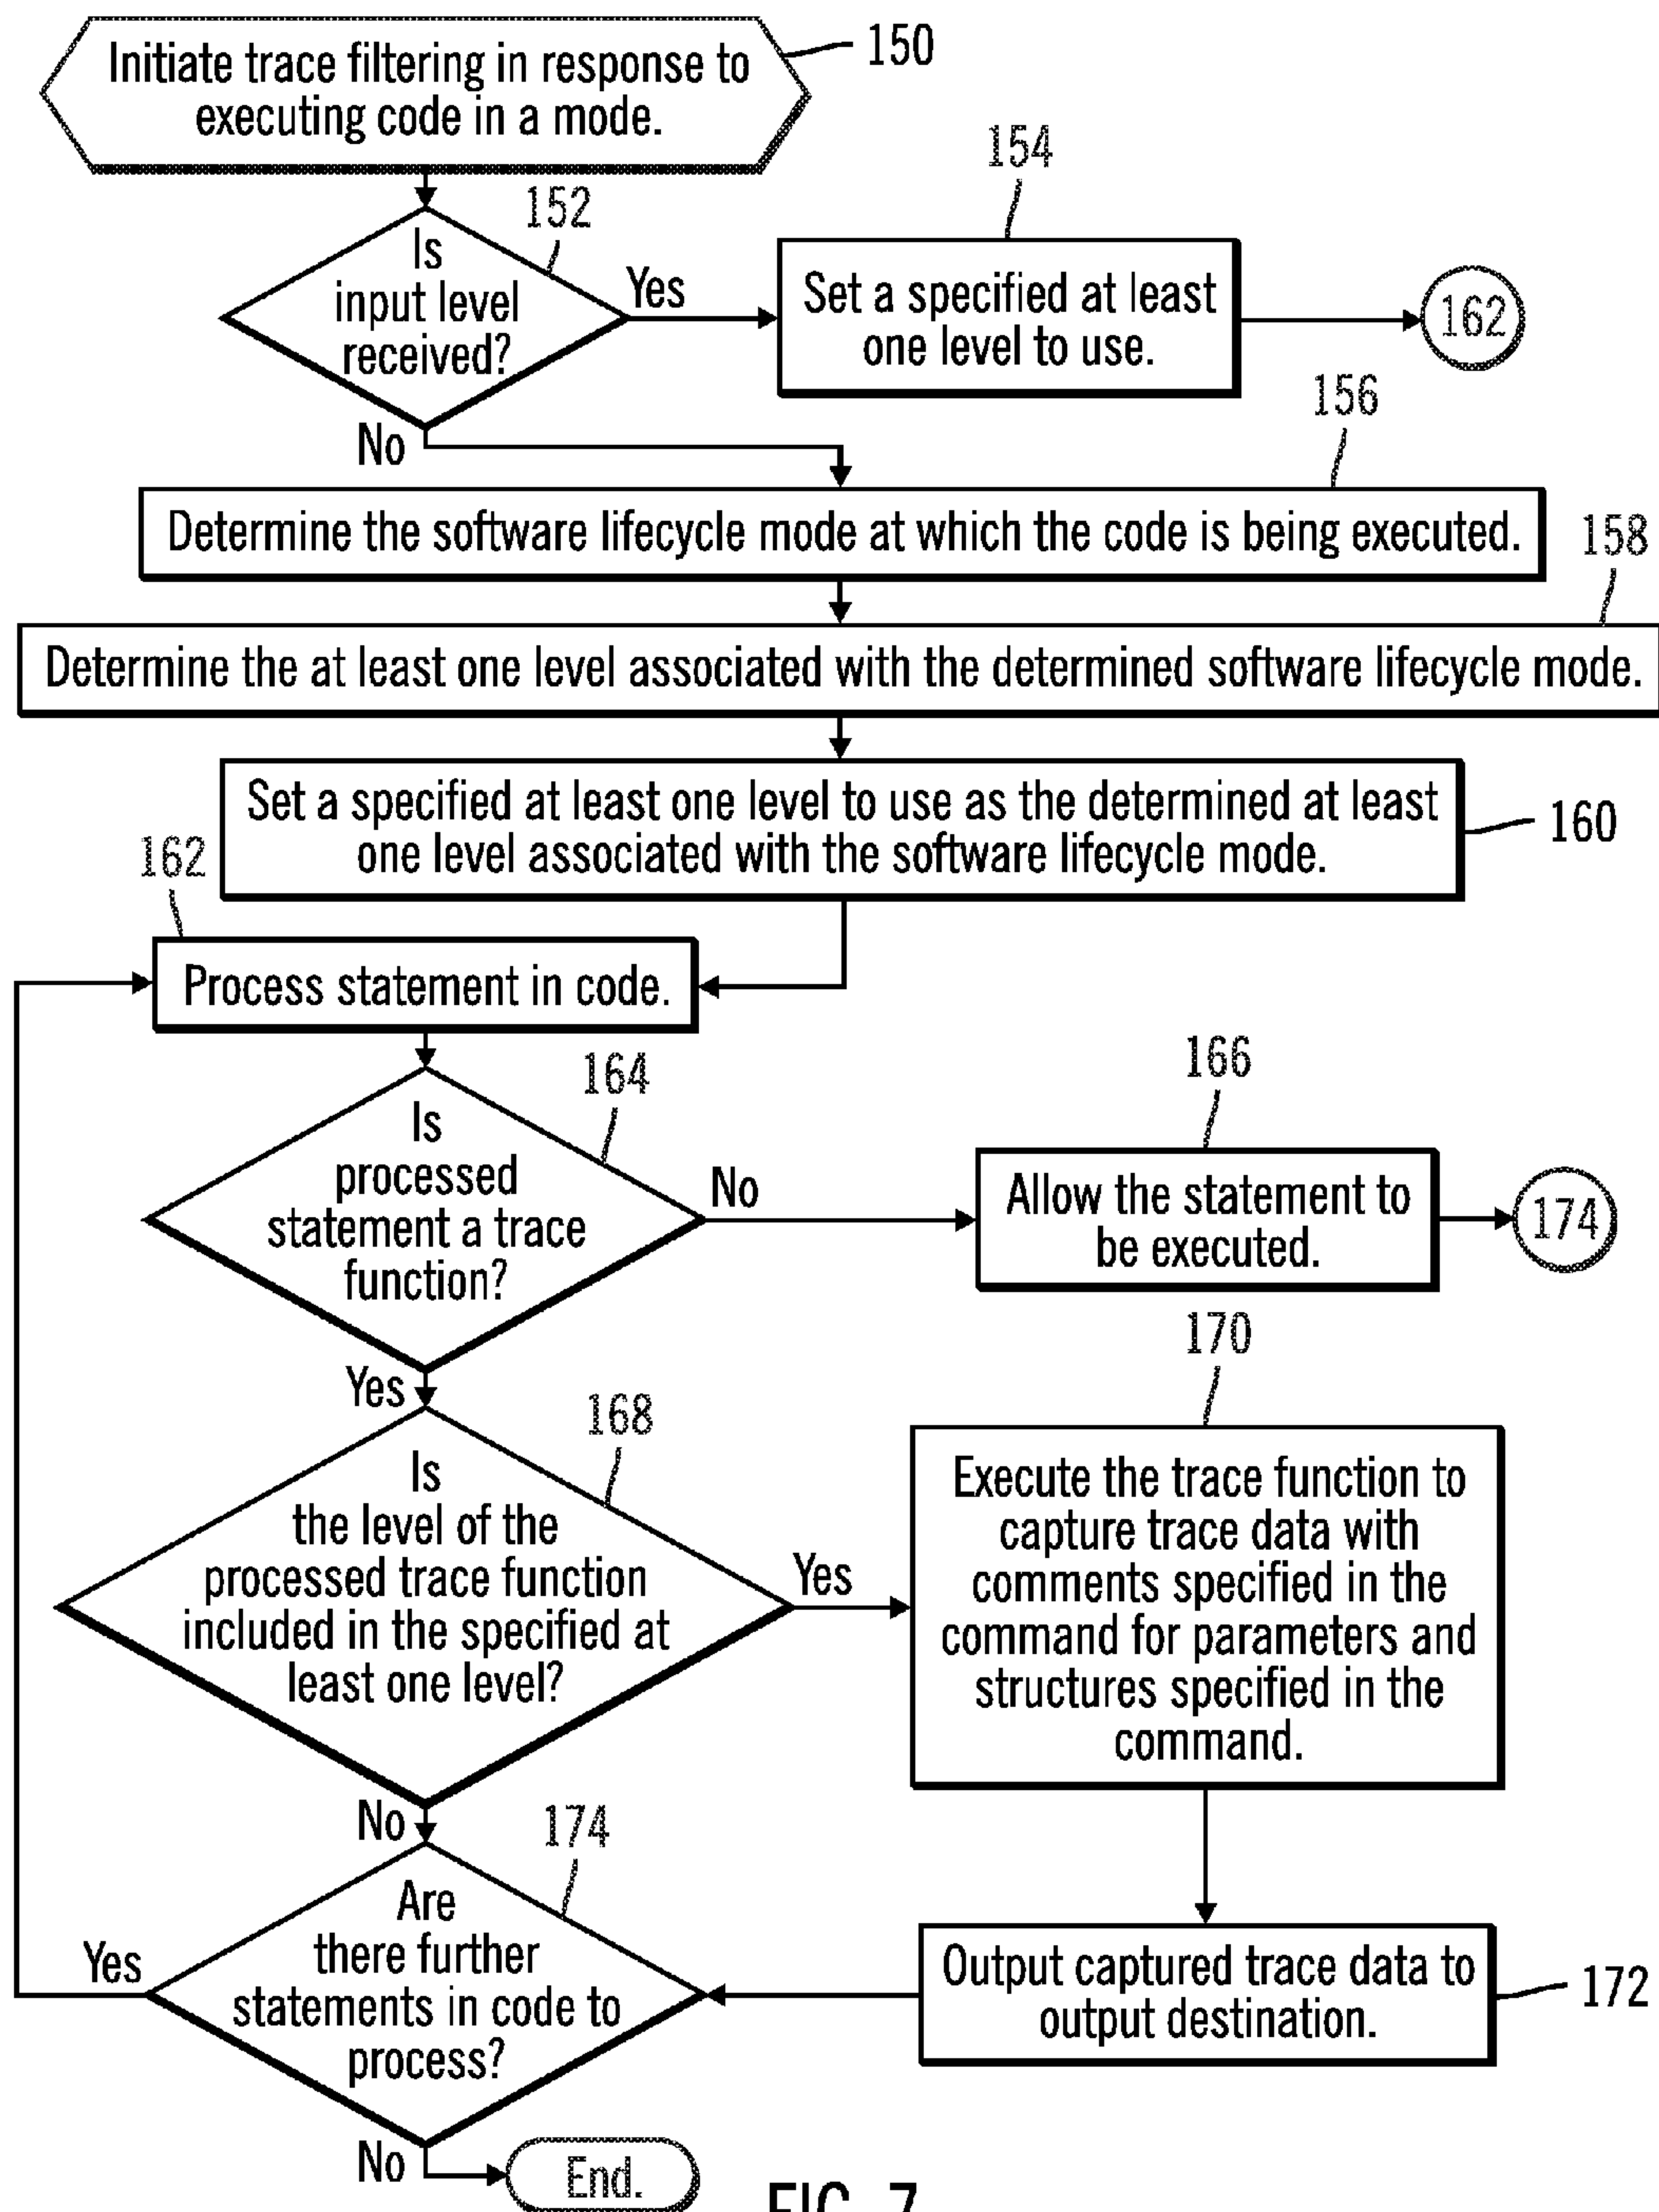 Initiate trace filtering in response to
executing code in a mode.
150
152
Is
input level
received?
Yes
154
Set a specified at least
one level to use.
162
No
156
Determine the software lifecycle mode at which the code is being executed.
158
Determine the at least one level associated with the determined software lifecycle mode.
Set a specified at least one level to use as the determined at least
one level associated with the software lifecycle mode.
160
162
Process statement in code.
164
Is
processed
statement a trace
function?
No
166
Allow the statement to
be executed.
174
Yes
168
Is
the level of the
processed trace function
included in the specified at
least one level?
Yes
170
Execute the trace function to
capture trace data with
comments specified in the
command for parameters and
structures specified in the
command.
No
174
Are
there further
statements in code to
process?
Yes
Output captured trace data to
output destination.
172
No
End.
FIG. 7